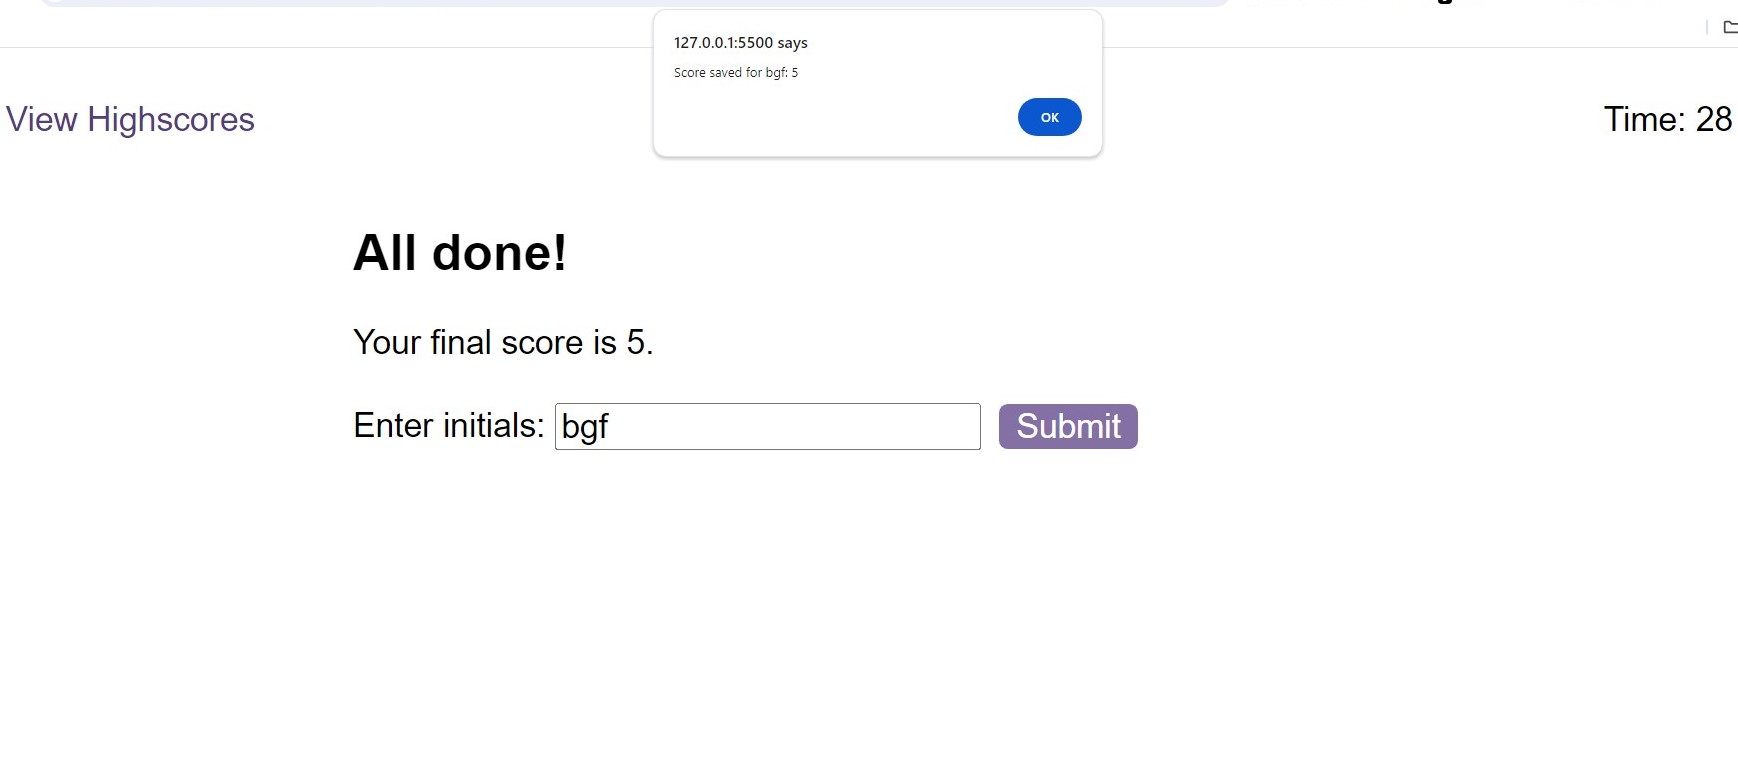 127.0.0.1:5500 says
Score saved for bgf: 5
OK
View Highscores
Time: 28
All done!
Your final score is 5.
Enter initials: bgf Submit